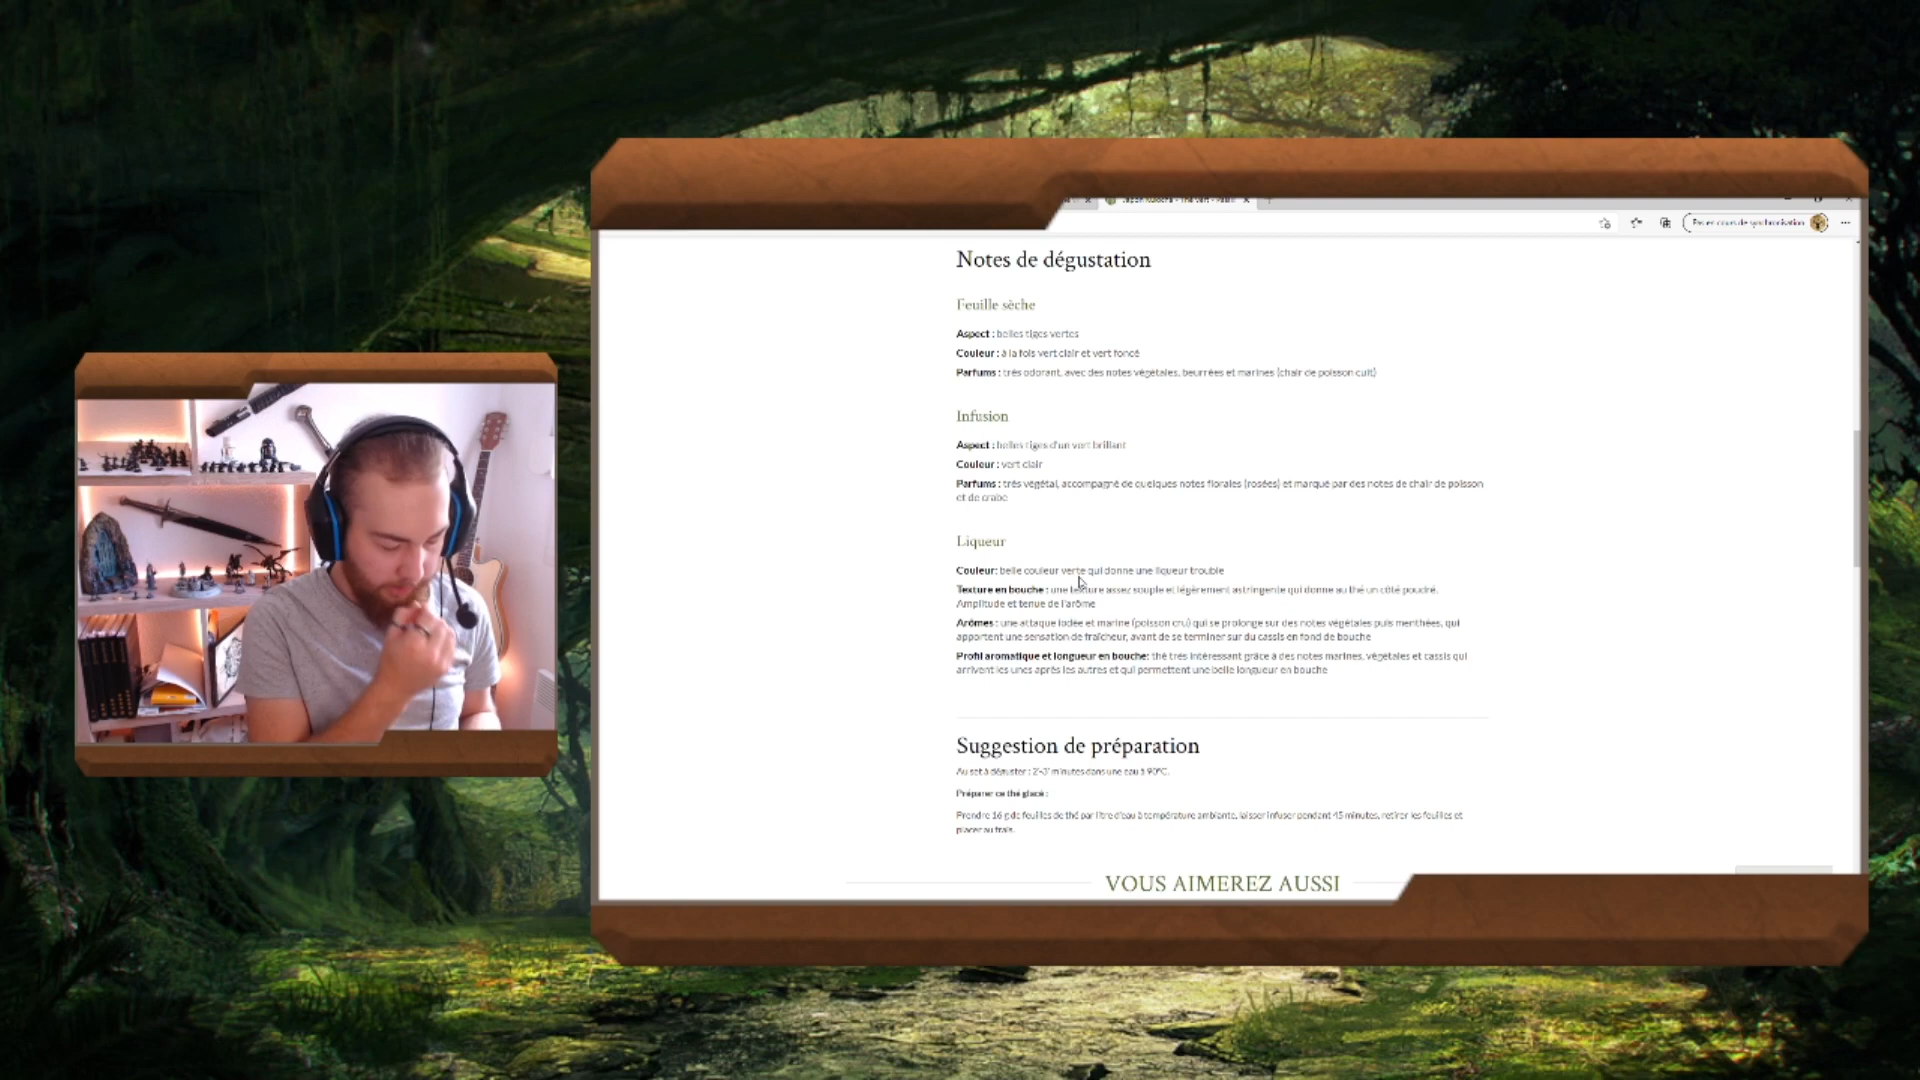 Pas en cours de synchronisation
Notes de dégustation
Feuille sèche
Aspect : belles tiges vertes
Couleur : à la fois vert clair et vert foncé
Parfums : très odorant, avec des notes végétales, beurrées et marines (chair de poisson cuit)
Infusion
Aspect : belles tiges d'un vert brillant
Couleur : vert clair
Parfums : très végétal, accompagné de quelques notes florales (rosées) et marqué par des notes de chair de poisson
et de crabe
Liqueur
Couleur: belle couleur verte qui donne une liqueur trouble
Texture en bouche : une texture assez souple et légèrement astringente qui donne au thé un côté poudré.
Amplitude et tenue de l'arôme
Arômes : une attaque iodée et marine (poisson cru) qui se prolonge sur des notes végétales puis menthées, qui
apportent une sensation de fraîcheur, avant de se terminer sur du cassis en fond de bouche
Profil aromatique et longueur en bouche: thé très intéressant grâce à des notes marines, végétales et cassis qui
arrivent les unes après les autres et qui permettent une belle longueur en bouche
Suggestion de préparation
Au set à déguster : 2'-3' minutes dans une eau à 90°C.
Préparer ce thé glacé :
Prendre 16 g de feuilles de thé par litre d'eau à température ambiante, laisser infuser pendant 45 minutes, retirer les feuilles et
placer au frais.
VOUS AIMEREZ AUSSI